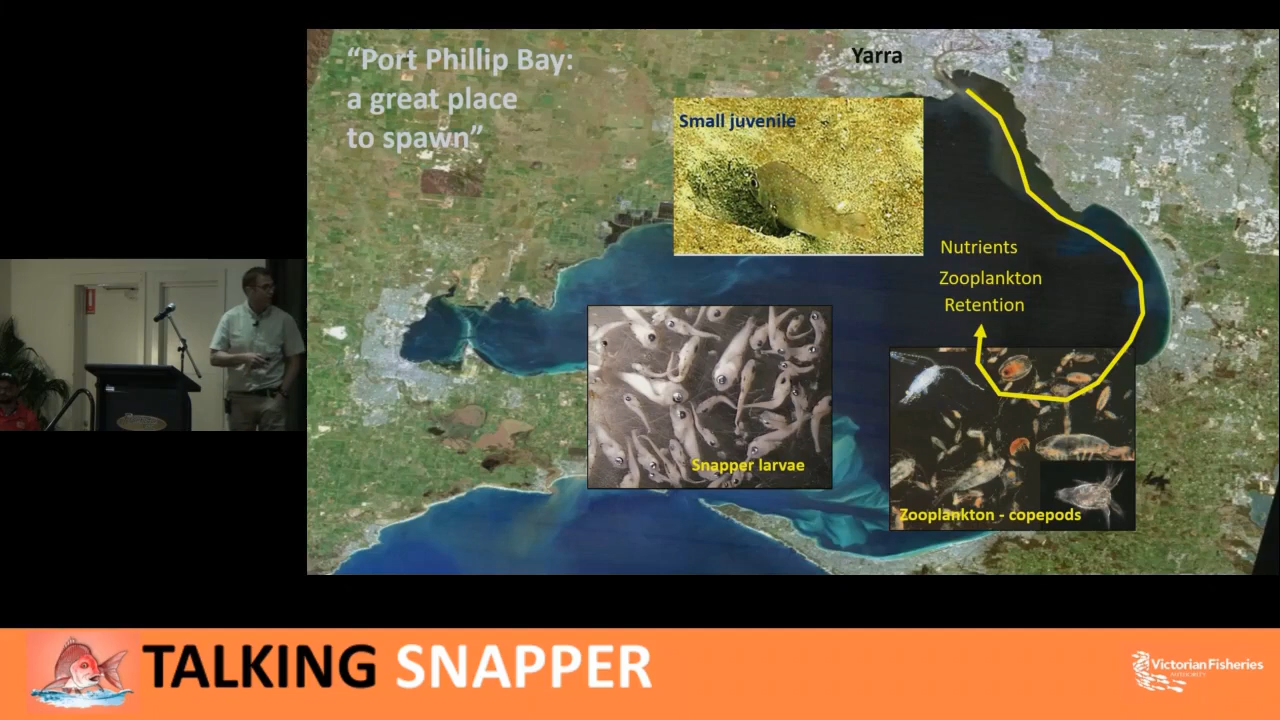 “Port Phillip Bay:
a great place
to spawn”
Yarra
Small juvenile
Nutrients
Zooplankton
Retention
Snapper larvae
Zooplankton - copepods
TALKING SNAPPER
Victorian Fisheries
AUTHORITY